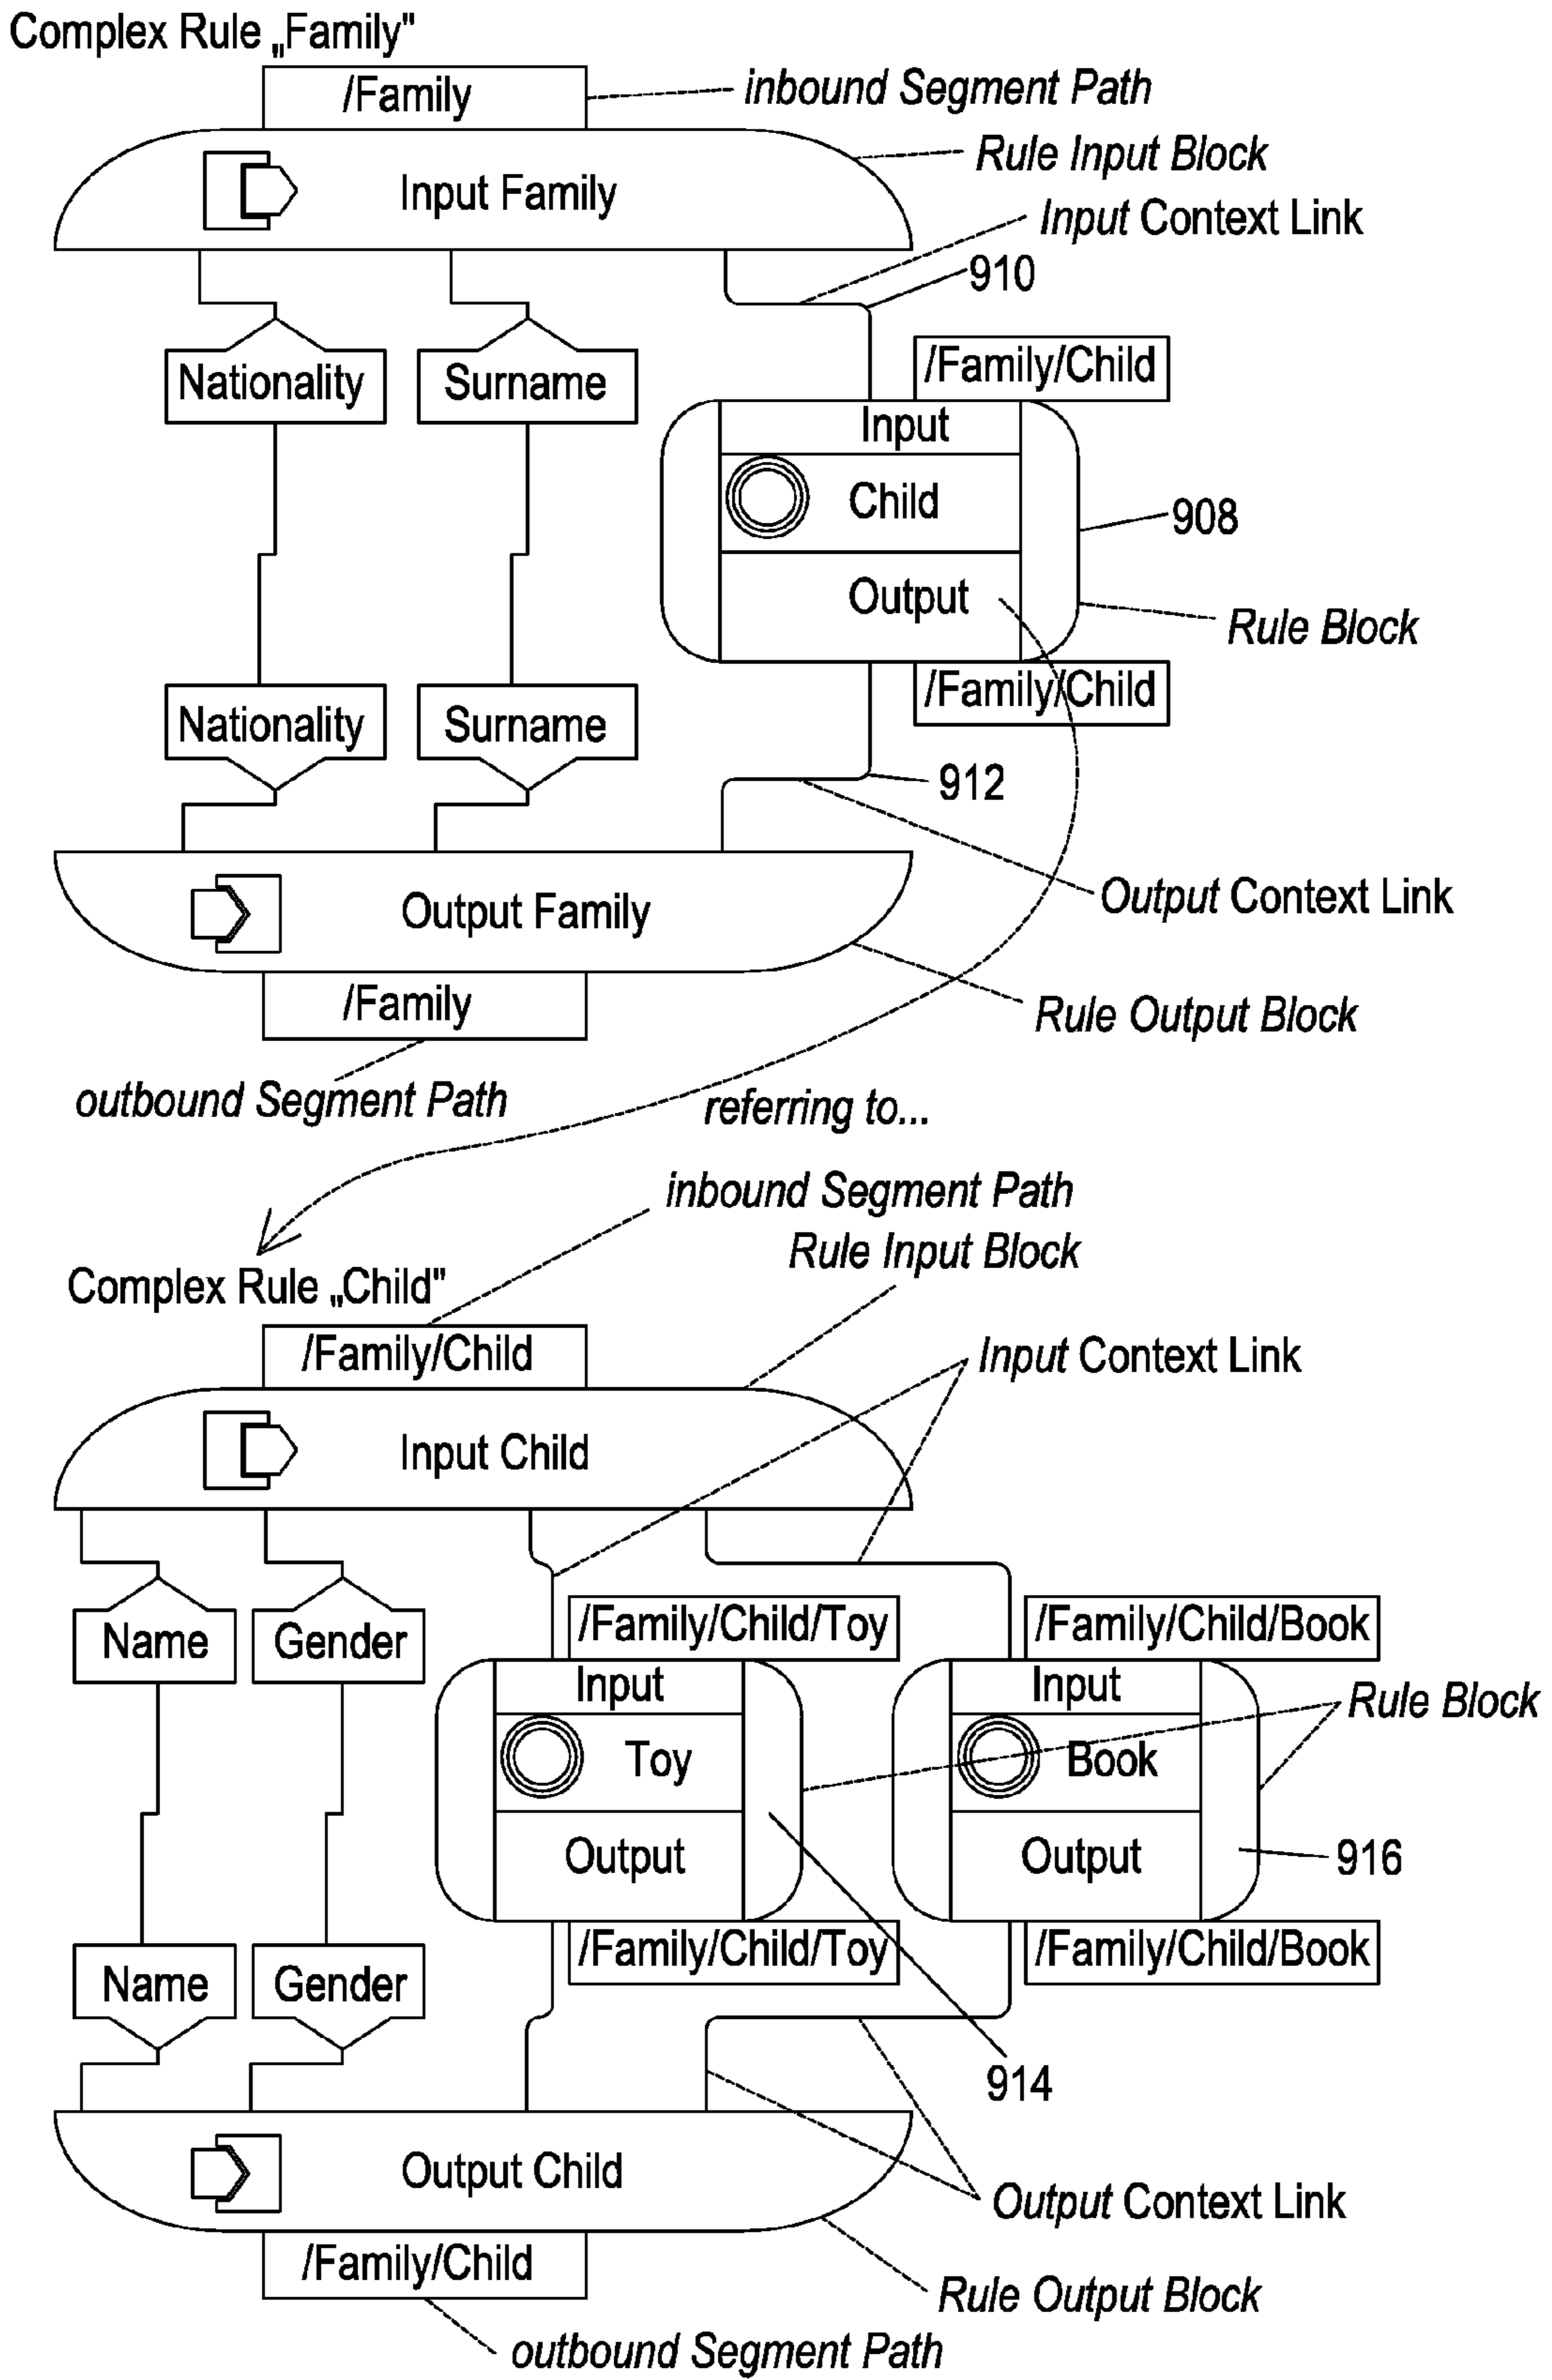 Complex Rule „Family"
/Family
inbound Segment Path
Rule Input Block
Input Family
Input Context Link
910
/Family/Child
Nationality
Surname
Input
Child
908
Output
Rule Block
/Family/Child
Nationality
Surname
912
Output Context Link
Output Family
/Family
Rule Output Block
outbound Segment Path
referring to...
inbound Segment Path
Rule Input Block
Complex Rule „Child"
/Family/Child
Input Context Link
Input Child
/Family/Child/Toy
/Family/Child/Book
Name
Gender
Input
Input
Rule Block
Toy
Book
Output
Output
916
/Family/Child/Toy
/Family/Child/Book
Name
Gender
914
Output Child
Output Context Link
/Family/Child
Rule Output Block
outbound Segment Path